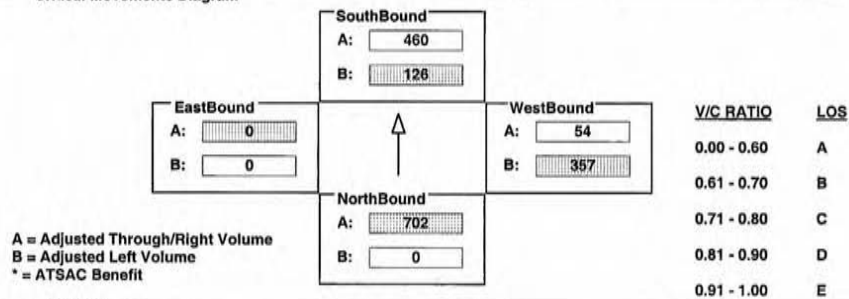 SouthBound
A: 460
B: 126
EastBound
A: 0
B: 0
WestBound
A: 54
B: 357
NorthBound
A: 702
B: 0
A = Adjusted Through/Right Volume
B = Adjusted Left Volume
* = ATSAC Benefit
V/C RATIO LOS
0.00 - 0.60 A
0.61 - 0.70 B
0.71 - 0.80 C
0.81 - 0.90 D
0.91 - 1.00 E